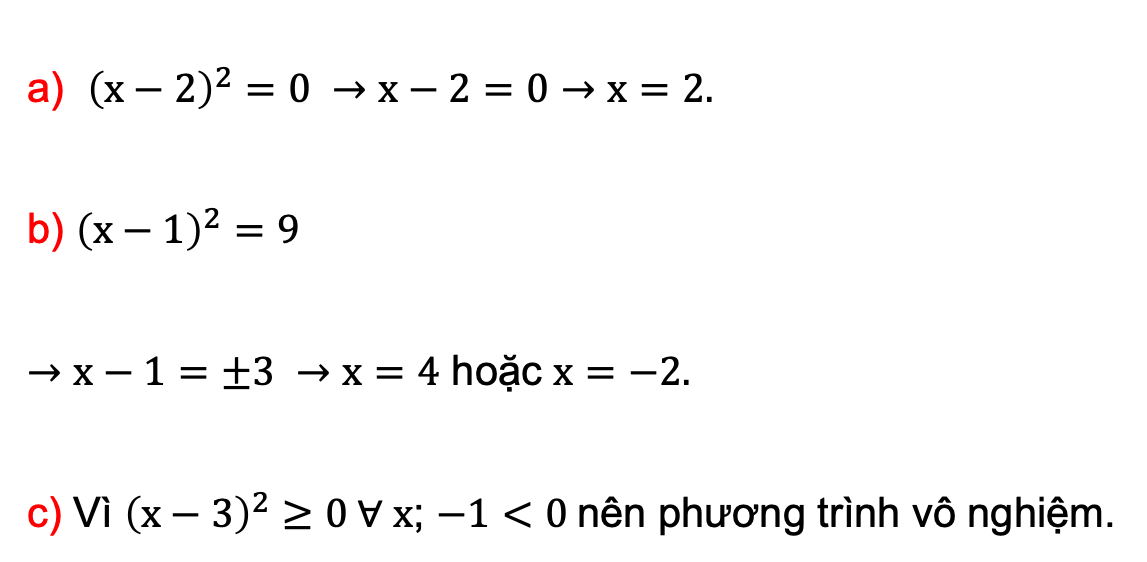 a) (x − 2)² = 0 → x − 2 = 0 → x = 2.
b) (x − 1)² = 9
→ x − 1 = ±3 → x = 4 hoặc x = −2.
c) Vì (x − 3)² ≥ 0 ∀ x; −1 < 0 nên phương trình vô nghiệm.